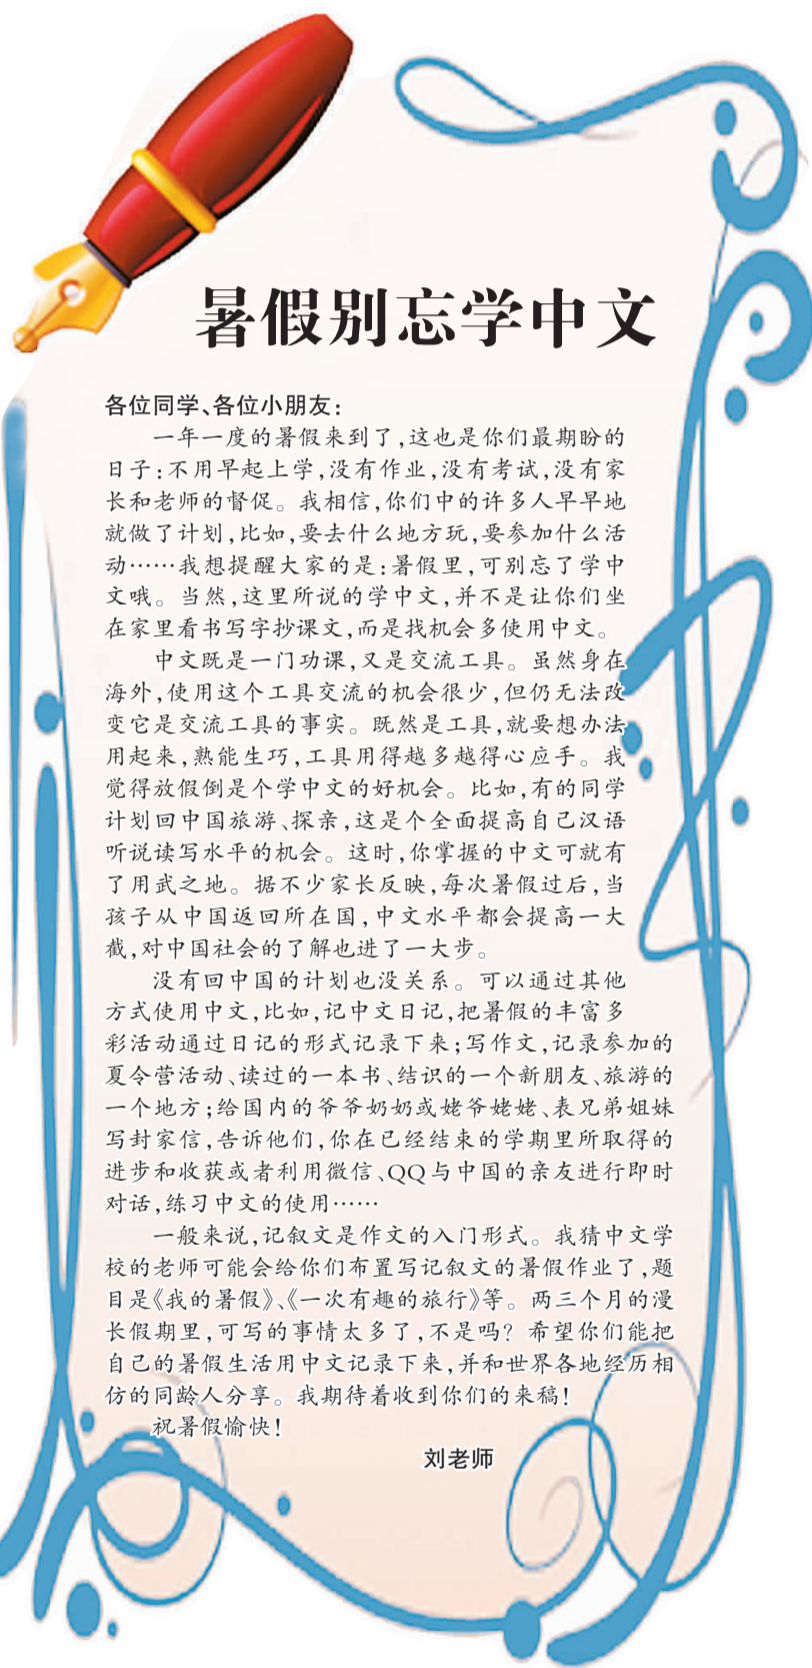 暑假别忘学中文
各位同学、各位小朋友：
一年一度的暑假来到了，这也是你们最期盼的
日子：不用早起上学，没有作业，没有考试，没有家
长和老师的督促。我相信，你们中的许多人早早地
就做了计划，比如，要去什么地方玩，要参加什么活
动……我想提醒大家的是：暑假里，可别忘了学中
文哦。当然，这里所说的学中文，并不是让你们坐
在家里看书写字抄课文，而是找机会多使用中文。
中文既是一门功课，又是交流工具。虽然身在
海外，使用这个工具交流的机会很少，但仍无法改
变它是交流工具的事实。既然是工具，就要想办法
用起来，熟能生巧，工具用得越多越得心应手。我
觉得放假倒是个学中文的好机会。比如，有的同学
计划回中国旅游、探亲，这是个全面提高自己汉语
听说读写水平的机会。这时，你掌握的中文可就有
了用武之地。据不少家长反映，每次暑假过后，当
孩子从中国返回所在国，中文水平都会提高一大
截，对中国社会的了解也进了一大步。
没有回中国的计划也没关系。可以通过其他
方式使用中文，比如，记中文日记，把暑假的丰富多
彩活动通过日记的形式记录下来；写作文，记录参加的
夏令营活动、读过的一本书、结识的一个新朋友、旅游的
一个地方；给国内的爷爷奶奶或姥爷姥姥、表兄弟姐妹
写封家信，告诉他们，你在已经结束的学期里所取得的
进步和收获或者利用微信、QQ与中国的亲友进行即时
对话，练习中文的使用……
一般来说，记叙文是作文的入门形式。我猜中文学
校的老师可能会给你们布置写记叙文的暑假作业了，题
目是《我的暑假》、《一次有趣的旅行》等。两三个月的漫
长假期里，可写的事情太多了，不是吗？希望你们能把
自己的暑假生活用中文记录下来，并和世界各地经历相
仿的同龄人分享。我期待着收到你们的来稿！
祝暑假愉快！
刘老师